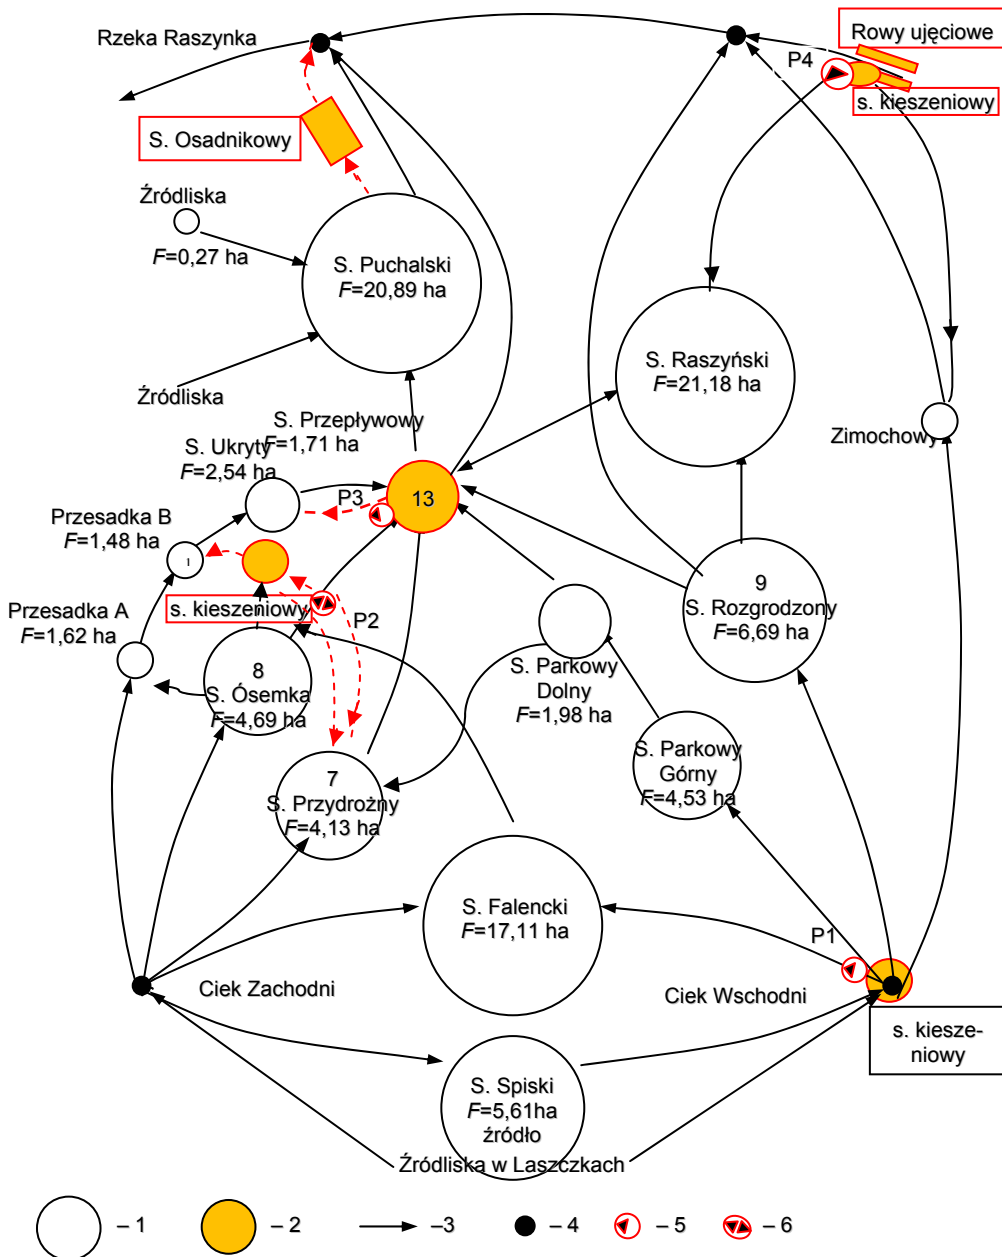 Rzeka Raszynka
Rowy ujęciowe
P4
s. kieszeniowy
S. Osadnikowy
Źródliska
F=0,27 ha
S. Puchalski
F=20,89 ha
S. Raszyński
F=21,18 ha
Źródliska
S. Przepływowy
F=1,71 ha
Zimochowy
S. Ukryty
F=2,54 ha
P3
13
Przesadka B
F=1,48 ha
Przesadka A
F=1,62 ha
s. kieszeniowy
P2
9
S. Rozgrodzony
F=6,69 ha
8
S. Ósemka
F=4,69 ha
S. Parkowy
Dolny
F=1,98 ha
S. Parkowy
Górny
F=4,53 ha
7
S. Przydrożny
F=4,13 ha
S. Falencki
F=17,11 ha
P1
Ciek Zachodni
Ciek Wschodni
s. kiesze-
niowy
S. Spiski
F=5,61ha
źródło
Źródliska w Laszczkach
– 1
– 2
–3
– 4
– 5
– 6